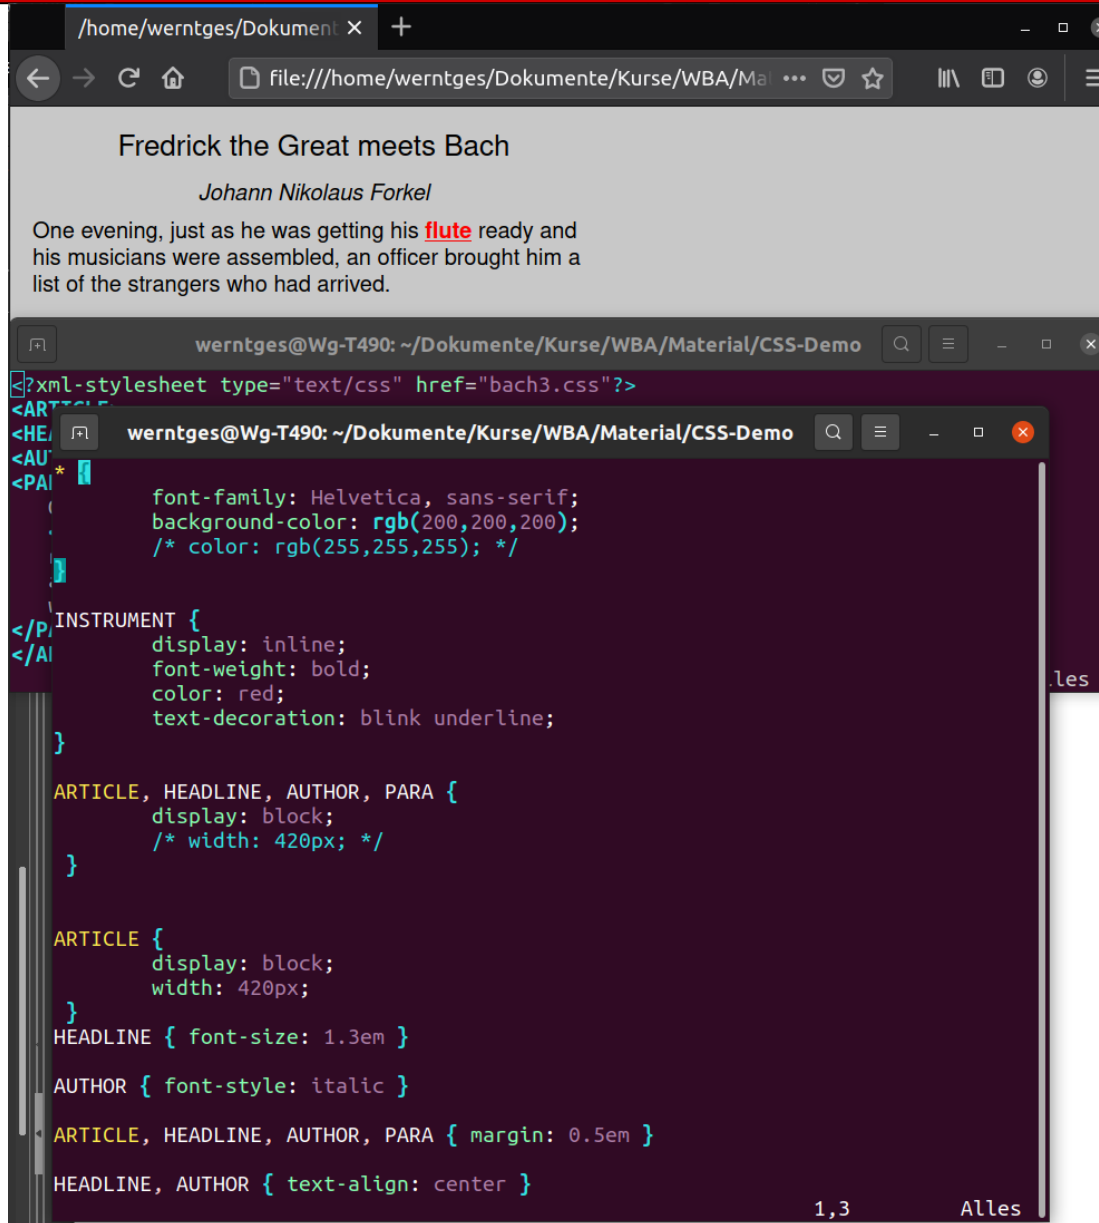 /home/werntges/Dokument
file:///home/werntges/Dokumente/Kurse/WBA/Ma
Fredrick the Great meets Bach
Johann Nikolaus Forkel
One evening, just as he was getting his flute ready and
his musicians were assembled, an officer brought him a
list of the strangers who had arrived.
werntges@Wg-T490: ~/Dokumente/Kurse/WBA/Material/CSS-Demo
<?xml-stylesheet type="text/css" href="bach3.css"?>
<ARTICLE>
<HE
<AU
<PA
</PA
</AR
werntges@Wg-T490: ~/Dokumente/Kurse/WBA/Material/CSS-Demo
* {
font-family: Helvetica, sans-serif;
background-color: rgb(200,200,200);
/* color: rgb(255,255,255); */
}
INSTRUMENT {
display: inline;
font-weight: bold;
color: red;
text-decoration: blink underline;
}
ARTICLE, HEADLINE, AUTHOR, PARA {
display: block;
/* width: 420px; */
}
ARTICLE {
display: block;
width: 420px;
}
HEADLINE { font-size: 1.3em }
AUTHOR { font-style: italic }
ARTICLE, HEADLINE, AUTHOR, PARA { margin: 0.5em }
HEADLINE, AUTHOR { text-align: center }
1,3 Alles
lles